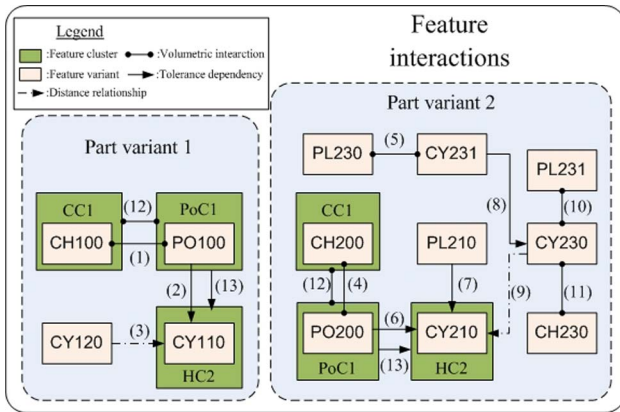 Legend
:Feature cluster
:Volumetric intearction
:Feature variant
:Tolerance dependency
:Distance relationship
Feature
interactions
Part variant 1
CC1
(12)
PoC1
CH100
PO100
(1)
(2)
(13)
CY120
(3)
CY110
HC2
Part variant 2
PL230
(5)
CY231
PL231
CC1
(8)
(10)
CH200
PL210
CY230
(12)
(4)
(7)
(9)
(11)
PO200
(6)
CY210
CH230
(13)
PoC1
HC2